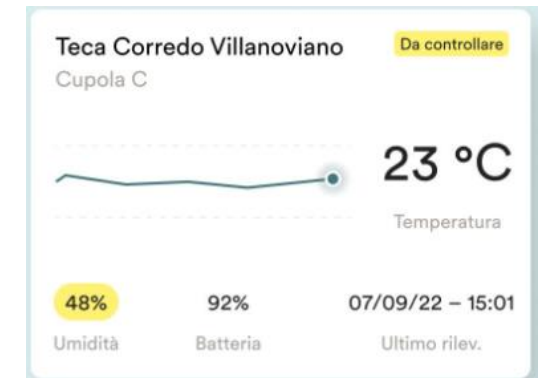 Teca Corredo Villanoviano
Da controllare
Cupola C
23 °C
Temperatura
48%
92%
07/09/22 – 15:01
Umidità
Batteria
Ultimo rilev.